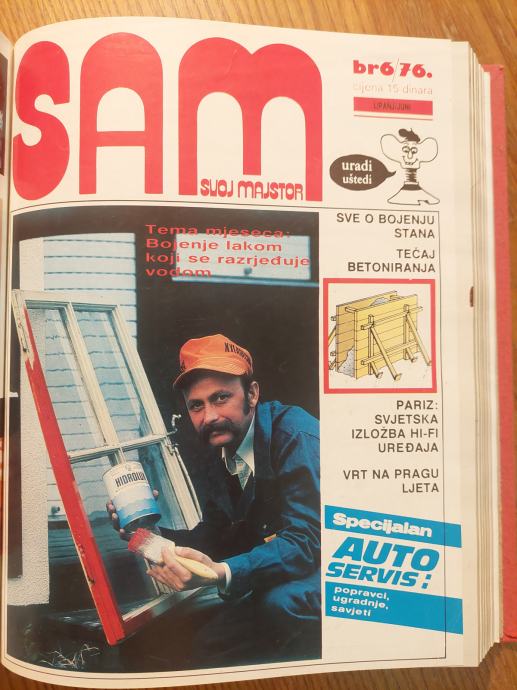 SAM
SVOJ MAJSTOR
br6/76.
cijena 15 dinara
LIPANJ/JUNI
uradi
uštedi
Tema mjeseca:
Bojenje lakom
koji se razrjeđuje
vodom
SVE O BOJENJU
STANA
TEČAJ
BETONIRANJA
PARIZ:
SVJETSKA
IZLOŽBA HI-FI
UREĐAJA
VRT NA PRAGU
LJETA
Specijalan
AUTO
SERVIS:
popravci,
ugradnje,
savjeti